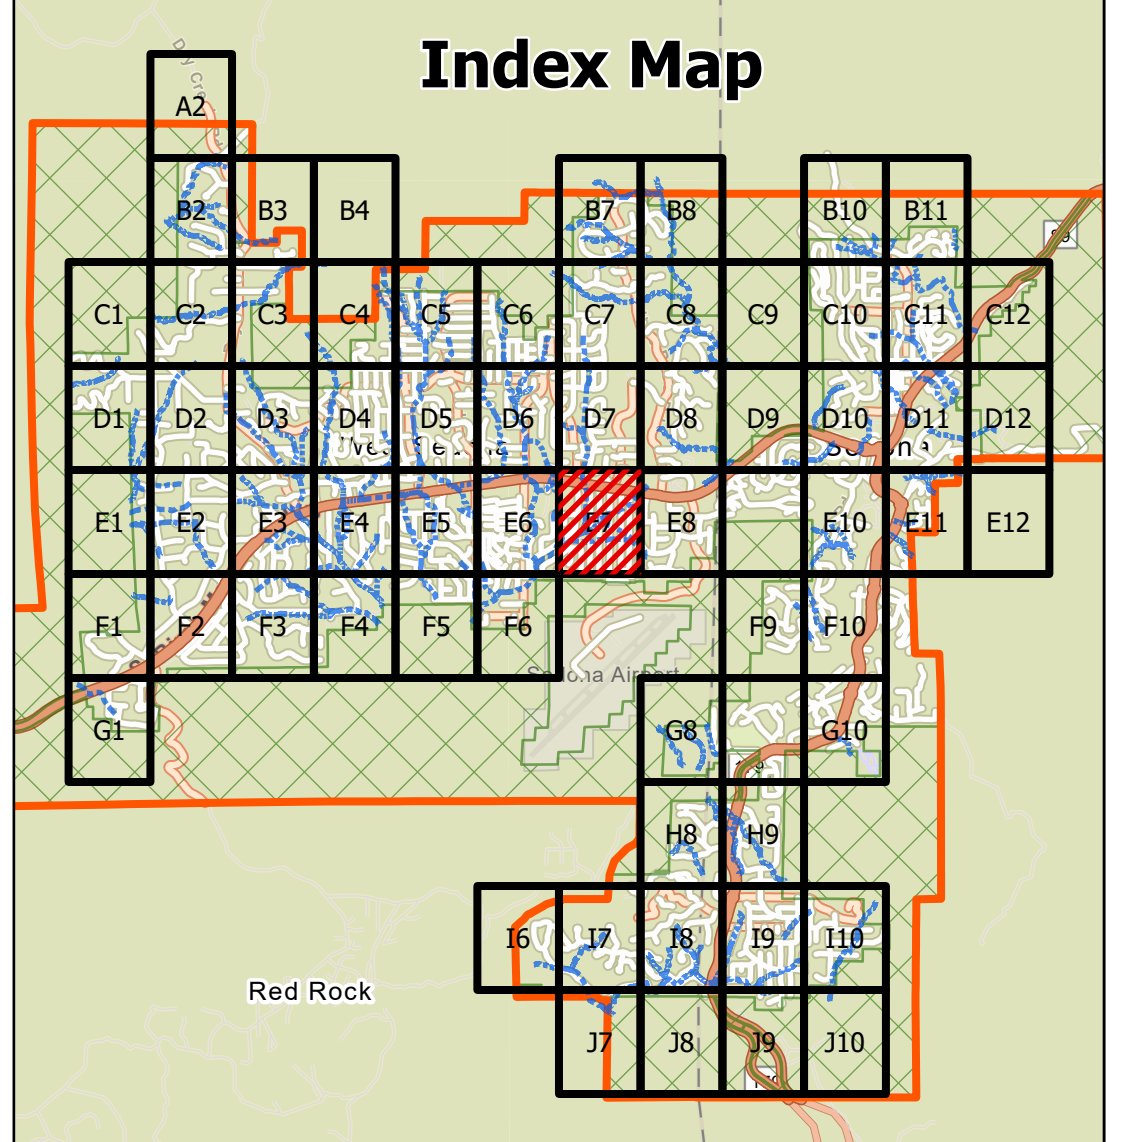 Index Map
A2
B2 B3 B4 B7 B8 B10 B11
C1 C2 C3 C4 C5 C6 C7 C8 C9 C10 C11 C12
D1 D2 D3 D4 D5 D6 D7 D8 D9 D10 D11 D12
E1 E2 E3 E4 E5 E6 E7 E8 E10 E11 E12
F1 F2 F3 F4 F5 F6 F9 F10
Sedona Airport
G1 G8 G10
H8 H9
I6 I7 I8 I9 I10
Red Rock
J7 J8 J9 J10